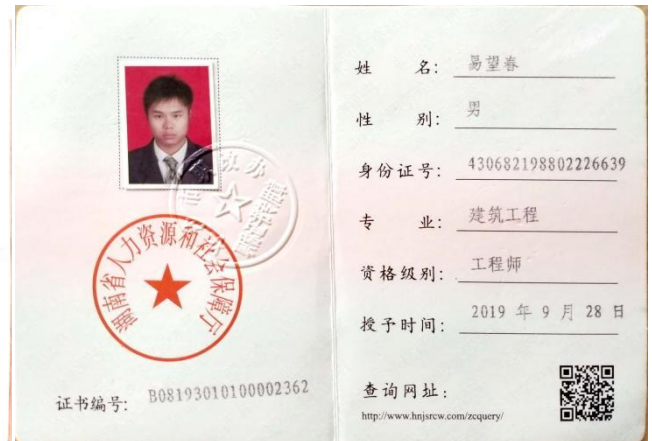 湖南省人力资源和社会保障厅
证书编号: B08193010100002362
姓 名: 易望春
性 别: 男
身份证号: 430682198802226639
专 业: 建筑工程
资格级别: 工程师
授予时间: 2019 年 9 月 28 日
查询网址:
http://www.hnjsrcw.com/zcquery/